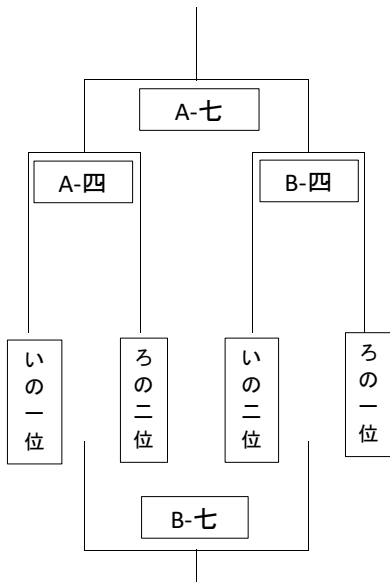 A-七
A-四
B-四
いの一位
ろの二位
いの二位
ろの一位
B-七